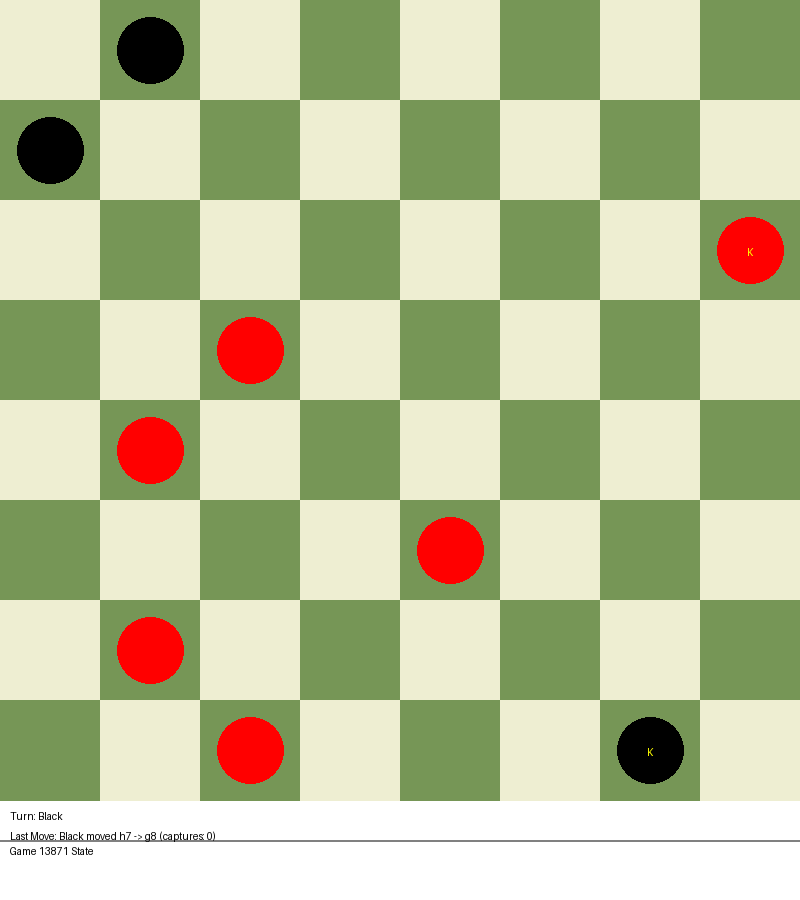 K
K
Turn: Black
Last Move: Black moved h7 -> g8 (captures: 0)
Game 13871 State